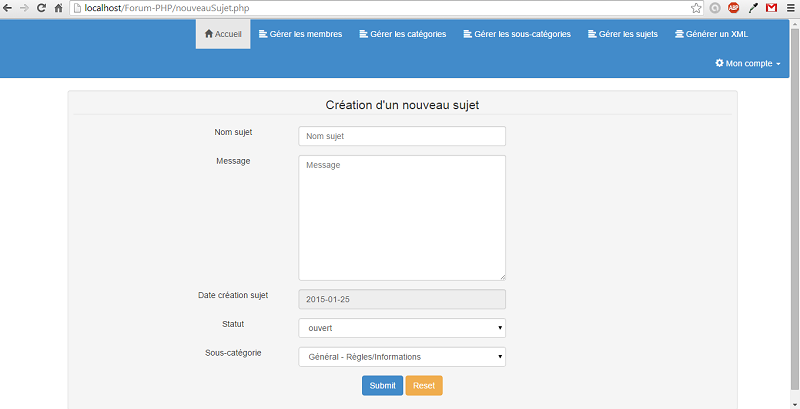 localhost/Forum-PHP/nouveauSujet.php
ABP
Accueil Gérer les membres Gérer les catégories Gérer les sous-catégories Gérer les sujets Générer un XML
Mon compte
Création d'un nouveau sujet
Nom sujet Nom sujet
Message Message
Date création sujet 2015-01-25
Statut ouvert
Sous-catégorie Général - Règles/Informations
Submit Reset